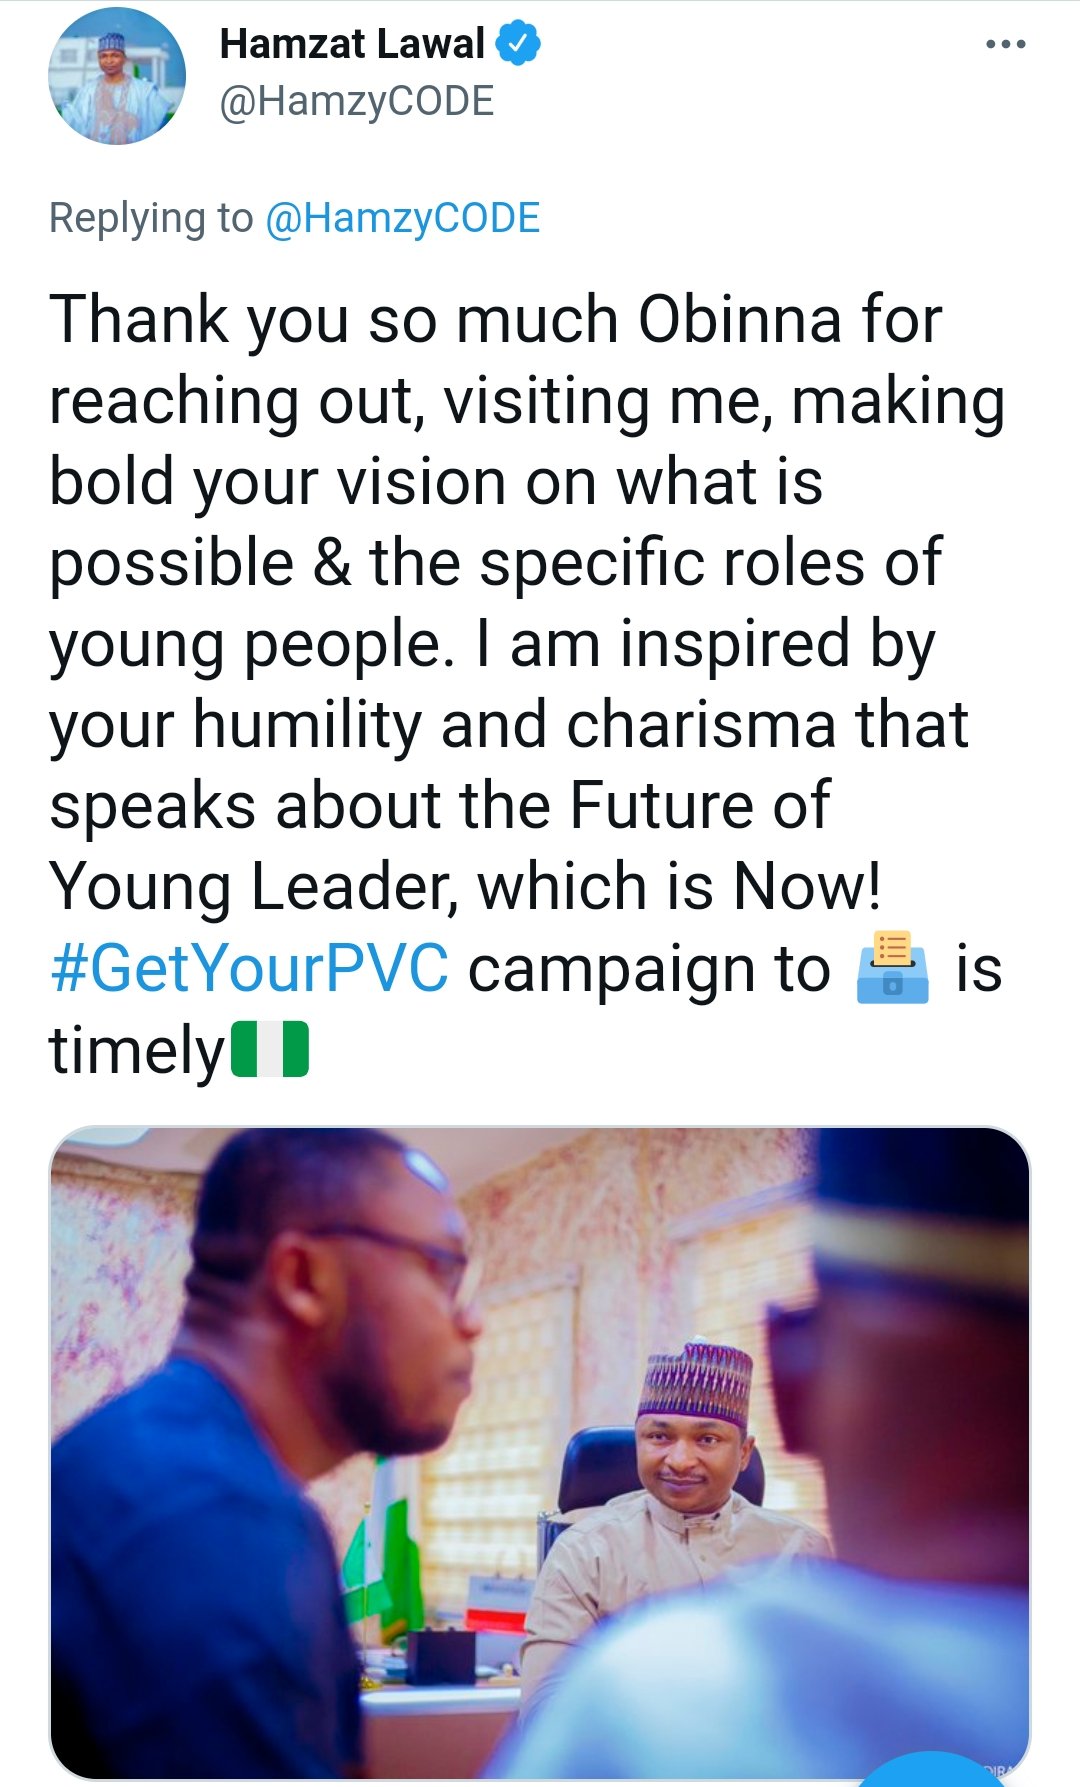 Hamzat Lawal
@HamzyCODE
Replying to @HamzyCODE
Thank you so much Obinna for
reaching out, visiting me, making
bold your vision on what is
possible & the specific roles of
young people. I am inspired by
your humility and charisma that
speaks about the Future of
Young Leader, which is Now!
#GetYourPVC campaign to 🗳 is
timely🇳🇬